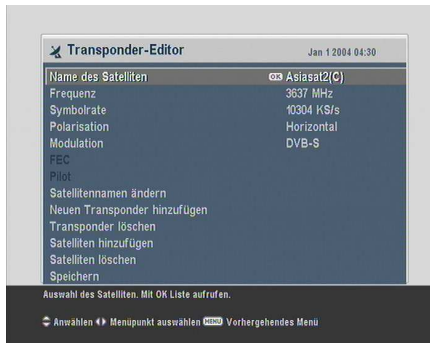 Transponder-Editor Jan 1 2004 04:30
Name des Satelliten OK Asiasat2(C)
Frequenz 3637 MHz
Symbolrate 10304 KS/s
Polarisation Horizontal
Modulation DVB-S
FEC
Pilot
Satellitennamen ändern
Neuen Transponder hinzufügen
Transponder löschen
Satelliten hinzufügen
Satelliten löschen
Speichern
Auswahl des Satelliten. Mit OK Liste aufrufen.
Anwählen Menüpunkt auswählen MENU Vorhergehendes Menü